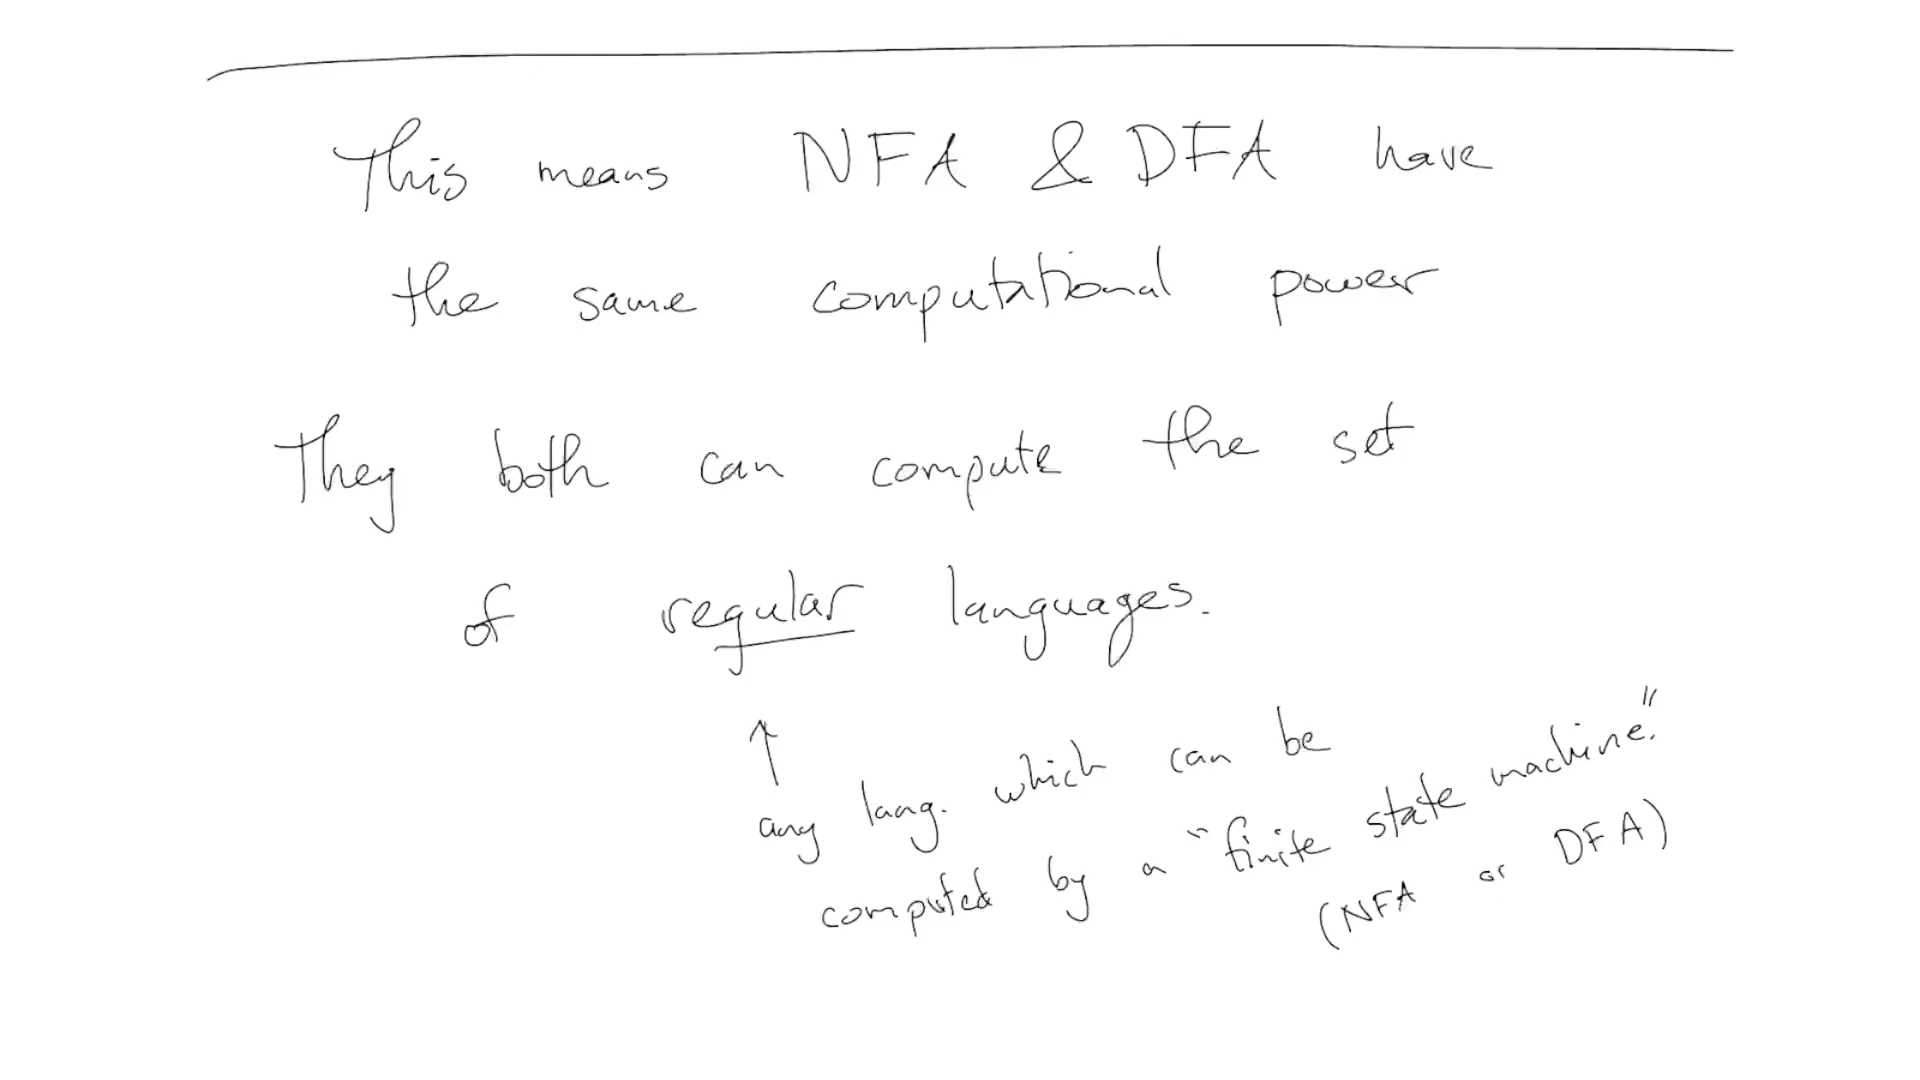 This means NFA & DFA have
the same computational power
They both can compute the set
of regular languages.
↑
any lang. which can be
computed by a "finite state machine."
(NFA or DFA)